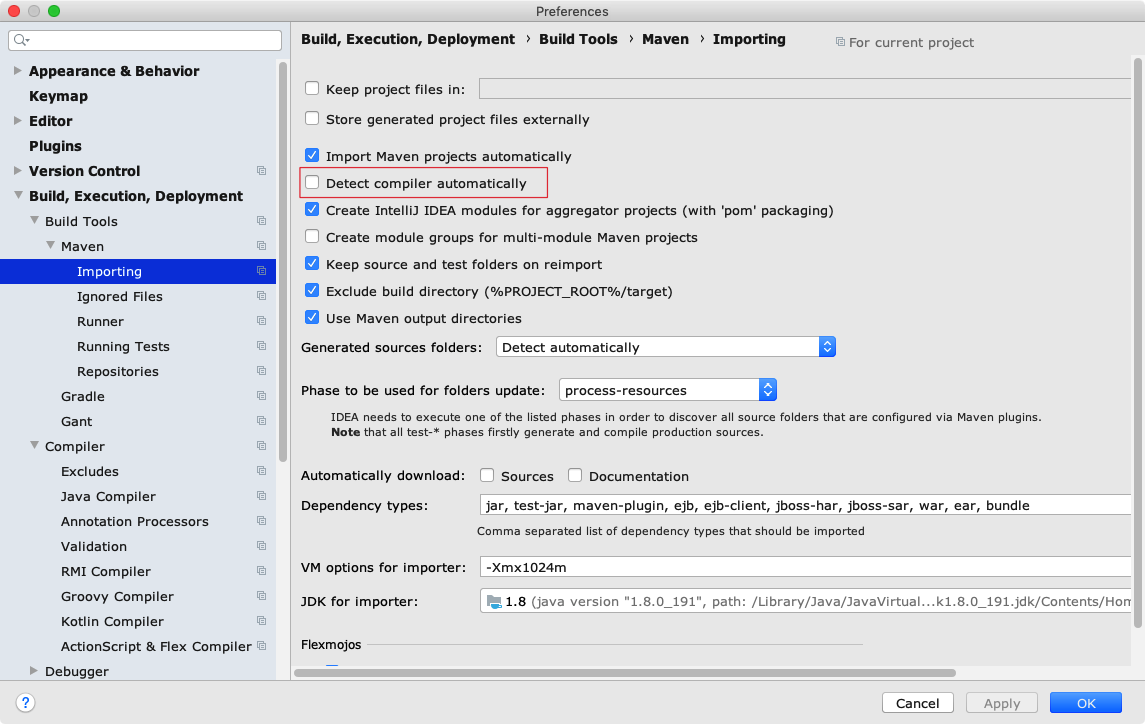 Preferences
Appearance & Behavior
Keymap
Editor
Plugins
Version Control
Build, Execution, Deployment
Build Tools
Maven
Importing
Ignored Files
Runner
Running Tests
Repositories
Gradle
Gant
Compiler
Excludes
Java Compiler
Annotation Processors
Validation
RMI Compiler
Groovy Compiler
Kotlin Compiler
ActionScript & Flex Compiler
Debugger
?
Build, Execution, Deployment › Build Tools › Maven › Importing For current project
Keep project files in:
Store generated project files externally
Import Maven projects automatically
Detect compiler automatically
Create IntelliJ IDEA modules for aggregator projects (with 'pom' packaging)
Create module groups for multi-module Maven projects
Keep source and test folders on reimport
Exclude build directory (%PROJECT_ROOT%/target)
Use Maven output directories
Generated sources folders: Detect automatically
Phase to be used for folders update: process-resources
IDEA needs to execute one of the listed phases in order to discover all source folders that are configured via Maven plugins.
Note that all test-* phases firstly generate and compile production sources.
Automatically download: Sources Documentation
Dependency types: jar, test-jar, maven-plugin, ejb, ejb-client, jboss-har, jboss-sar, war, ear, bundle
Comma separated list of dependency types that should be imported
VM options for importer: -Xmx1024m
JDK for importer: 1.8 (java version "1.8.0_191", path: /Library/Java/JavaVirtual...k1.8.0_191.jdk/Contents/Hom
Flexmojos
Cancel Apply OK